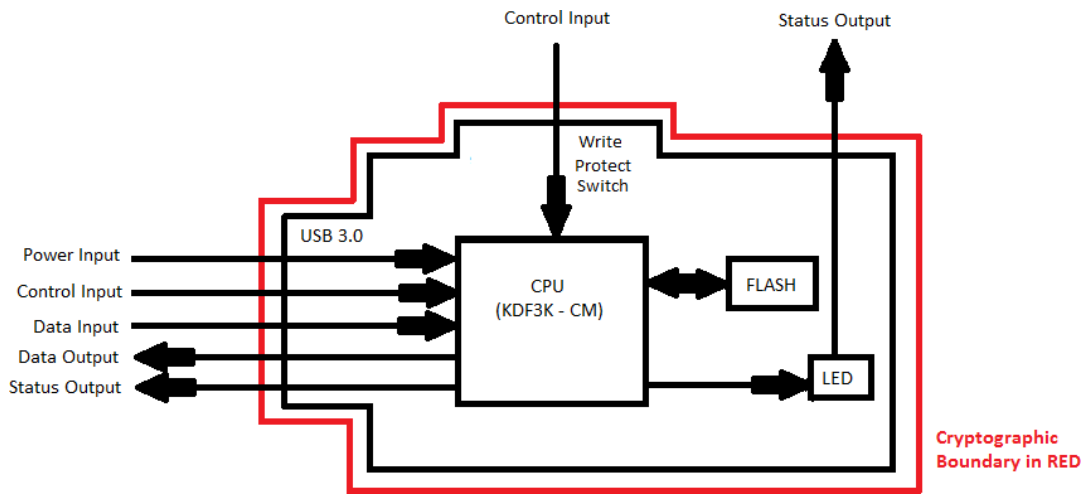 Control Input
Status Output
Write
Protect
Switch
USB 3.0
Power Input
Control Input
Data Input
Data Output
Status Output
CPU
(KDF3K - CM)
FLASH
LED
Cryptographic
Boundary in RED